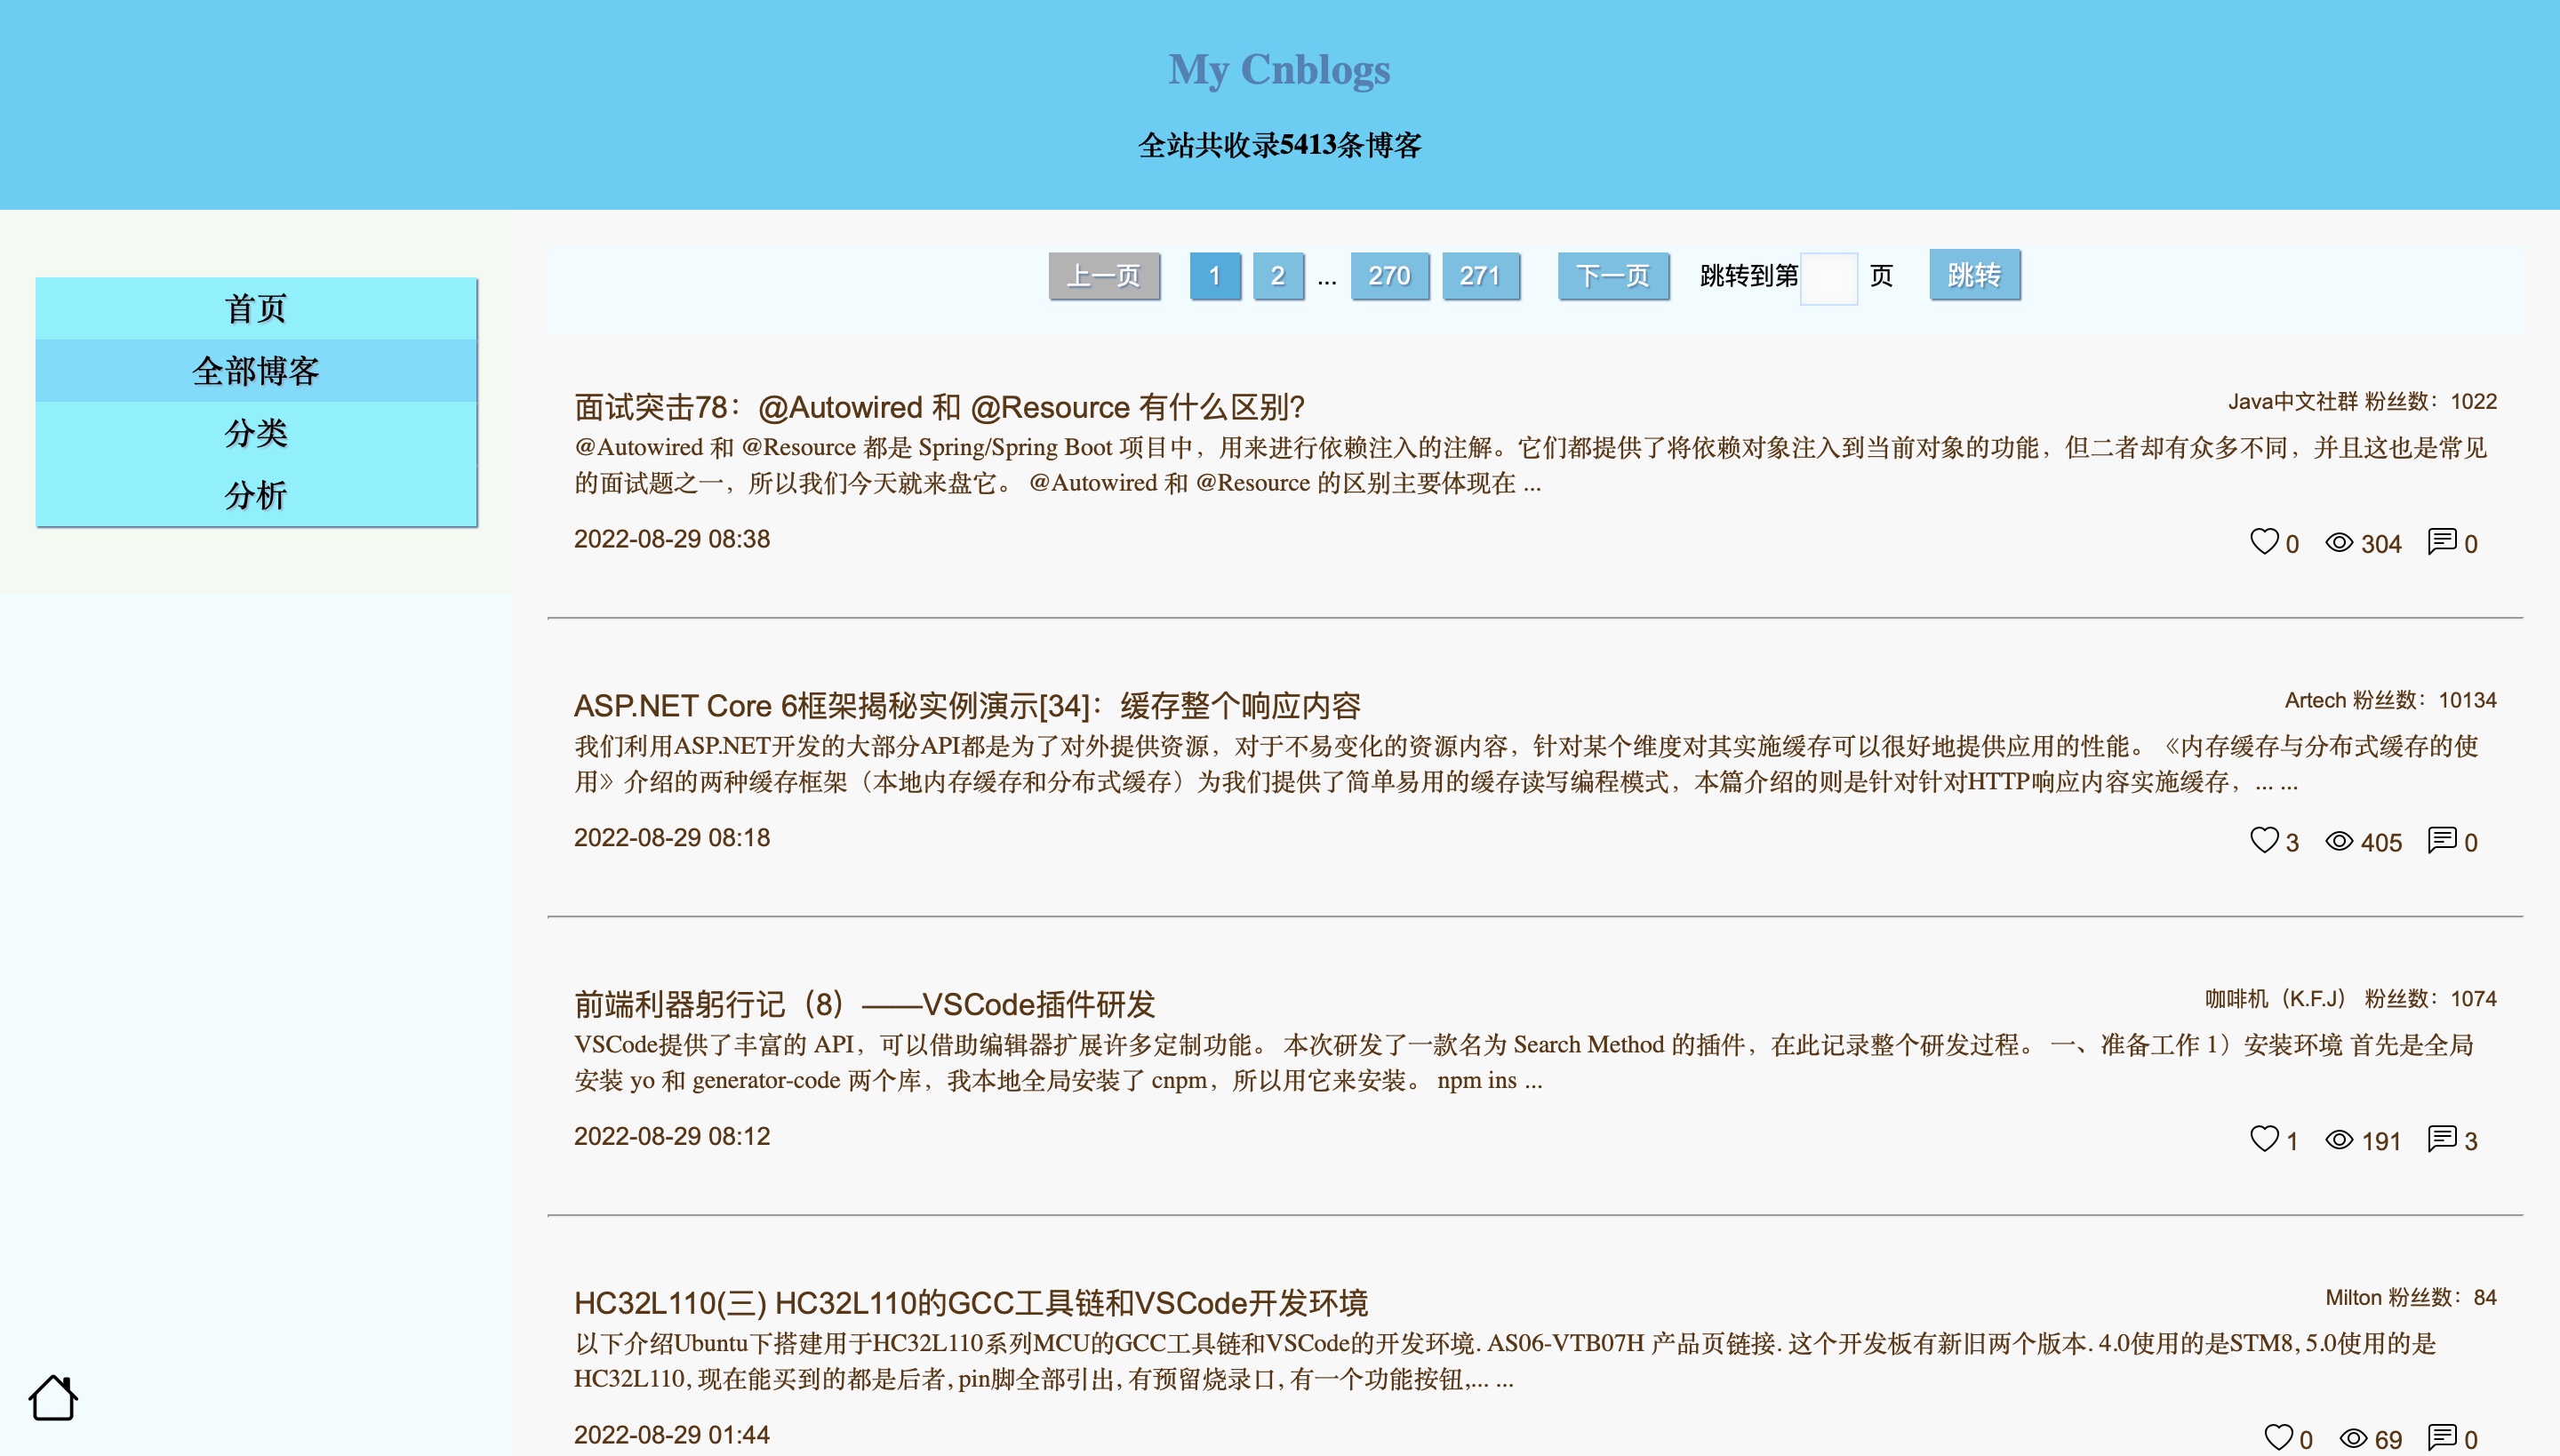 My Cnblogs
全站共收录5413条博客
首页
全部博客
分类
分析
上一页 1 2 ... 270 271 下一页 跳转到第 页 跳转
面试突击78：@Autowired 和 @Resource 有什么区别?
Java中文社群 粉丝数：1022
@Autowired 和 @Resource 都是 Spring/Spring Boot 项目中，用来进行依赖注入的注解。它们都提供了将依赖对象注入到当前对象的功能，但二者却有众多不同，并且这也是常见
的面试题之一，所以我们今天就来盘它。 @Autowired 和 @Resource 的区别主要体现在 ...
2022-08-29 08:38
0 304 0
ASP.NET Core 6框架揭秘实例演示[34]：缓存整个响应内容
Artech 粉丝数：10134
我们利用ASP.NET开发的大部分API都是为了对外提供资源，对于不易变化的资源内容，针对某个维度对其实施缓存可以很好地提供应用的性能。《内存缓存与分布式缓存的使
用》介绍的两种缓存框架（本地内存缓存和分布式缓存）为我们提供了简单易用的缓存读写编程模式，本篇介绍的则是针对针对HTTP响应内容实施缓存，... ...
2022-08-29 08:18
3 405 0
前端利器躬行记（8）——VSCode插件研发
咖啡机（K.F.J） 粉丝数：1074
VSCode提供了丰富的 API，可以借助编辑器扩展许多定制功能。 本次研发了一款名为 Search Method 的插件，在此记录整个研发过程。 一、准备工作 1）安装环境 首先是全局
安装 yo 和 generator-code 两个库，我本地全局安装了 cnpm，所以用它来安装。 npm ins ...
2022-08-29 08:12
1 191 3
HC32L110(三) HC32L110的GCC工具链和VSCode开发环境
Milton 粉丝数：84
以下介绍Ubuntu下搭建用于HC32L110系列MCU的GCC工具链和VSCode的开发环境. AS06-VTB07H 产品页链接. 这个开发板有新旧两个版本. 4.0使用的是STM8, 5.0使用的是
HC32L110, 现在能买到的都是后者, pin脚全部引出, 有预留烧录口, 有一个功能按钮,... ...
2022-08-29 01:44
0 69 0